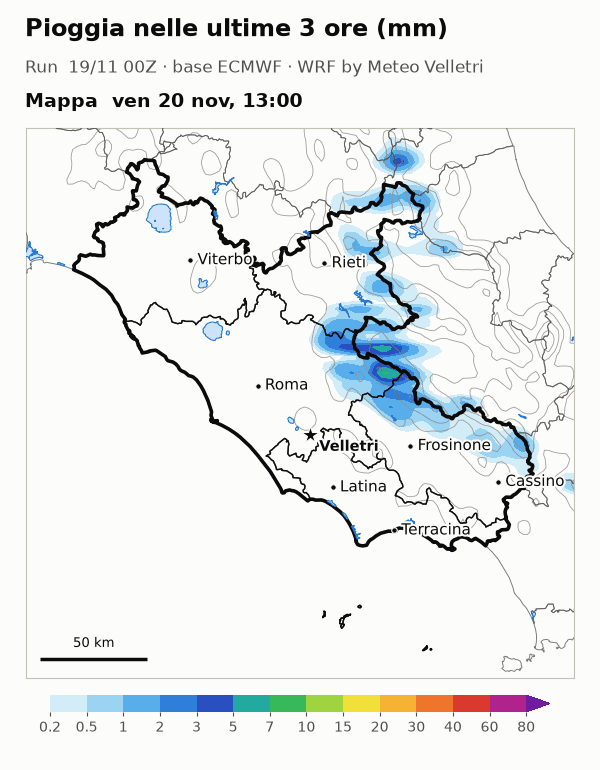 Pioggia nelle ultime 3 ore (mm)
Run  19/11 00Z · base ECMWF · WRF by Meteo Velletri
Mappa  ven 20 nov, 13:00
Viterbo
Rieti
Roma
Velletri
Frosinone
Latina
Cassino
Terracina
50 km
0.2 0.5 1 2 3 5 7 10 15 20 30 40 60 80